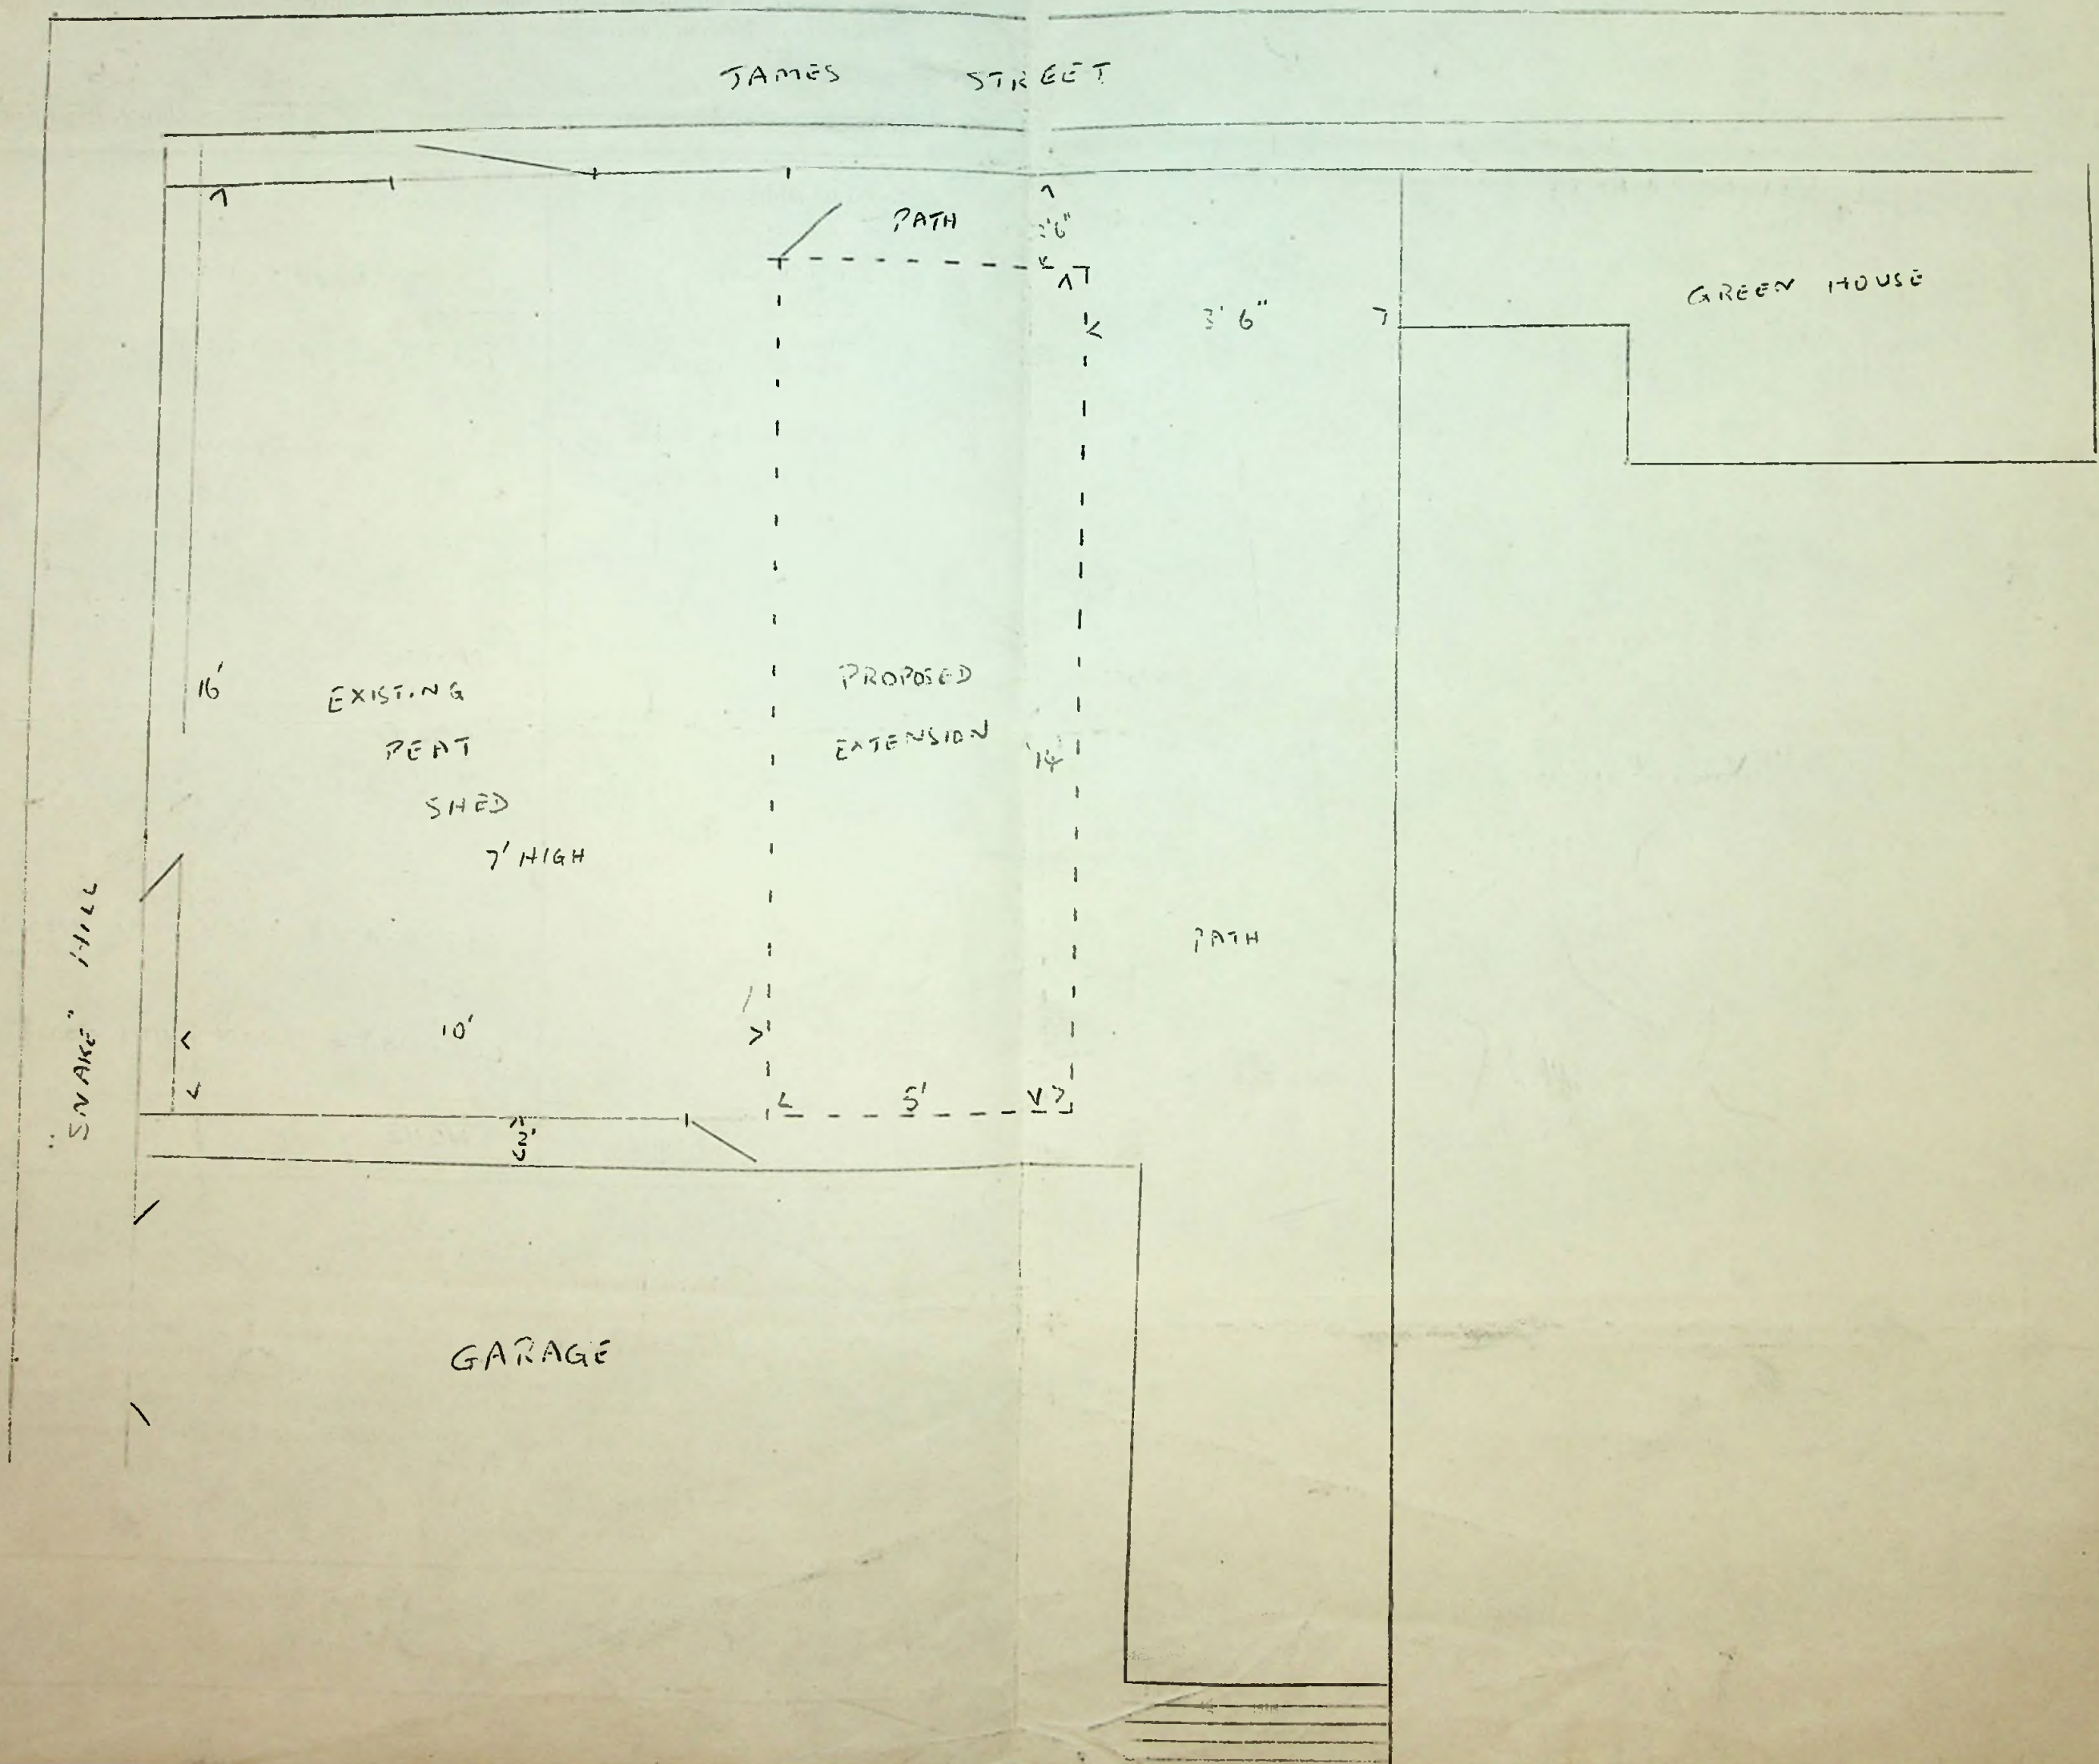 JAMES STREET
PATH
3'6"
GREEN HOUSE
3' 6"
16'
EXISTING
PEAT
SHED
7' HIGH
PROPOSED
EXTENSION
14'
"SNAKE" HILL
PATH
10'
5'
2'
GARAGE